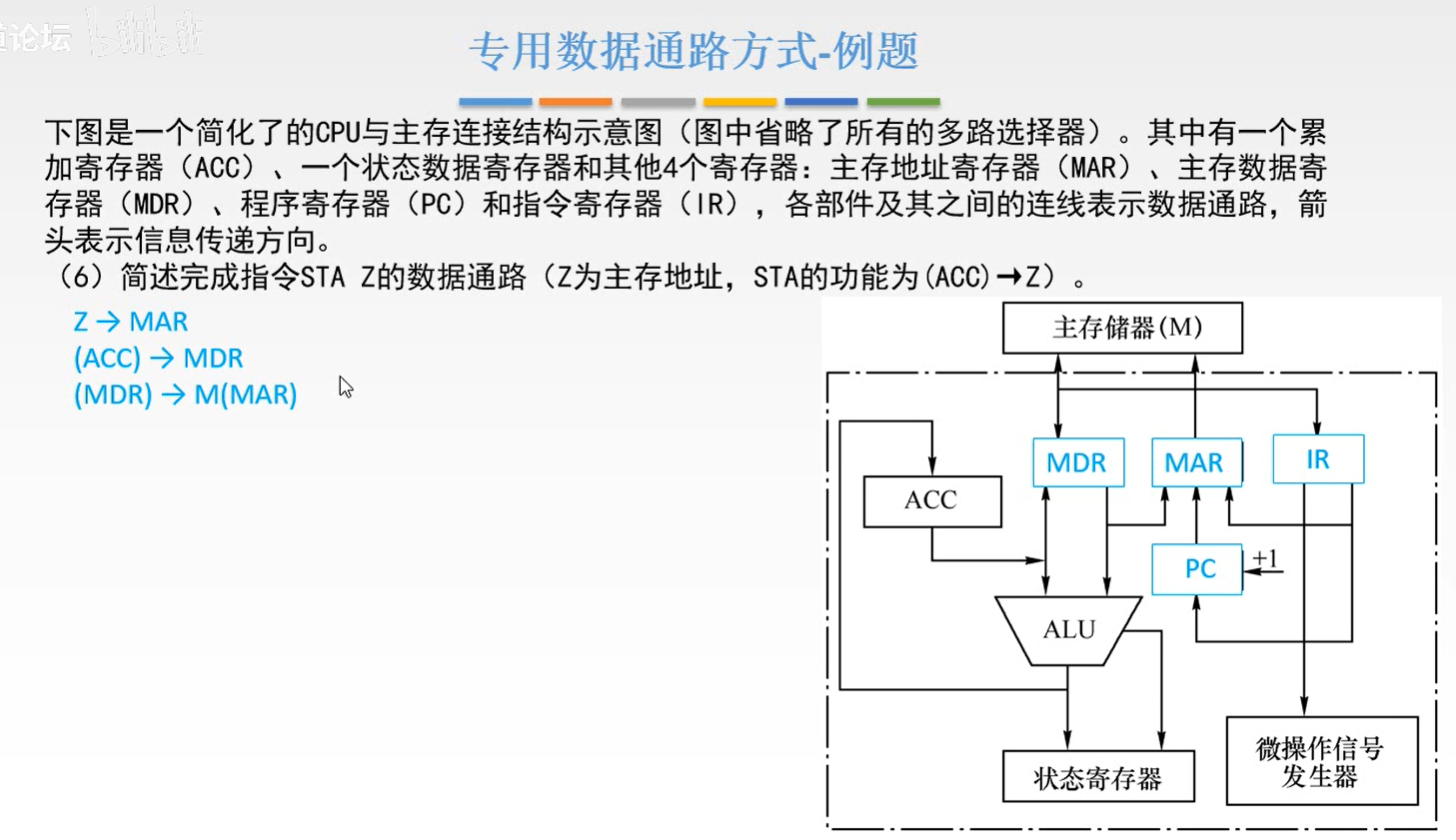 道论坛 bilibili
专用数据通路方式-例题
下图是一个简化了的CPU与主存连接结构示意图（图中省略了所有的多路选择器）。其中有一个累
加寄存器（ACC）、一个状态数据寄存器和其他4个寄存器：主存地址寄存器（MAR）、主存数据寄
存器（MDR）、程序寄存器（PC）和指令寄存器（IR），各部件及其之间的连线表示数据通路，箭
头表示信息传递方向。
（6）简述完成指令STA Z的数据通路（Z为主存地址，STA的功能为(ACC)→Z）。
Z → MAR
(ACC) → MDR
(MDR) → M(MAR)
主存储器(M)
MDR
MAR
IR
ACC
PC
+1
ALU
状态寄存器
微操作信号
发生器